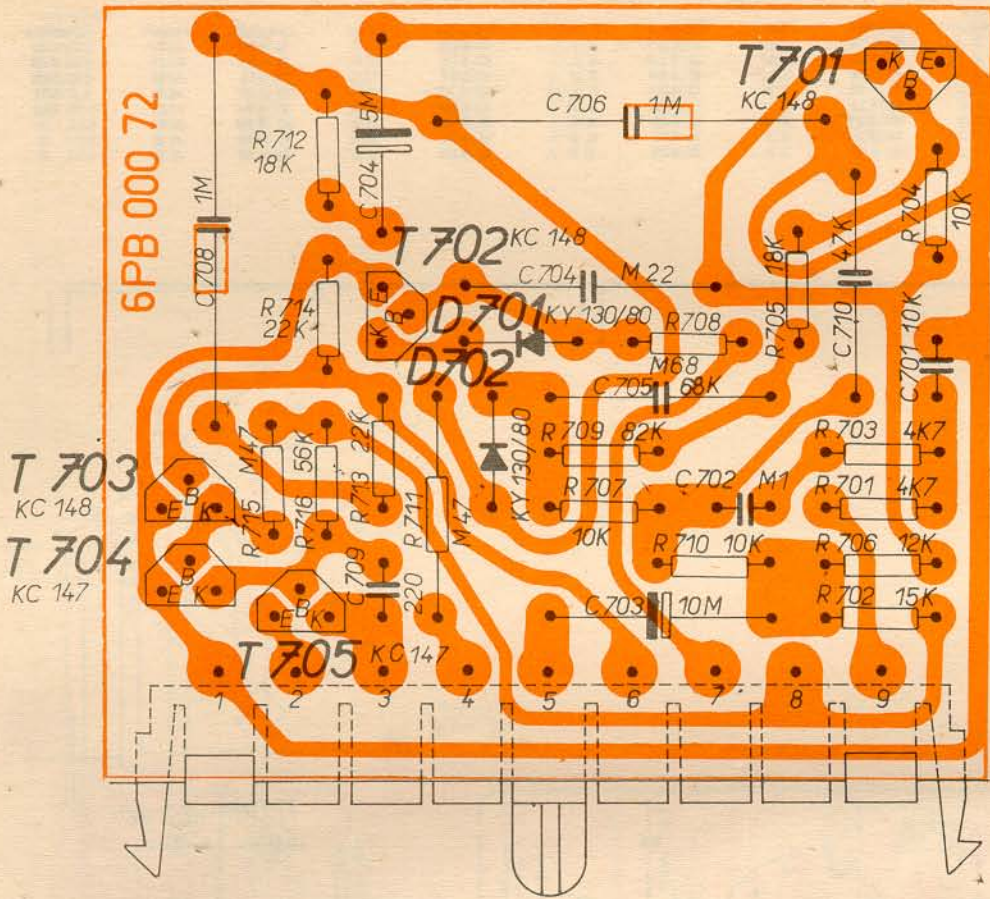 6PB 000 72
T 701
KC 148
K E
B
C 706 1M
R 712
18K
5M
C 704
1M
C 708
R 704
10K
T 702 KC 148
C 704 M 22
18K
R 705
47K
C 710
R 714
22K
E
B
K
D 701 KY 130/80
R 708
M68
D 702
C 705 68K
C 701 10K
KY 130/80
R 709 82K
R 703 4K7
M47
R 715
56K
R 716
22K
R 713
R 711
M47
T 703
KC 148
B
E K
R 707
10K
C 702 M1
R 701 4K7
T 704
KC 147
B
E K
C 709
220
R 710 10K
R 706 12K
B
E K
C 703 10M
R 702 15K
T 705 KC 147
1 2 3 4 5 6 7 8 9